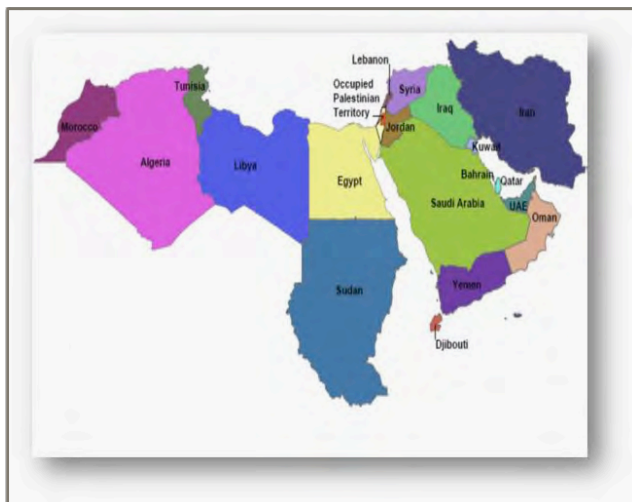 Lebanon
Occupied
Palestinian
Territory
Syria
Iraq
Iran
Tunisia
Morocco
Algeria
Libya
Egypt
Jordan
Kuwait
Bahrain
Qatar
Saudi Arabia
UAE
Oman
Sudan
Yemen
Djibouti